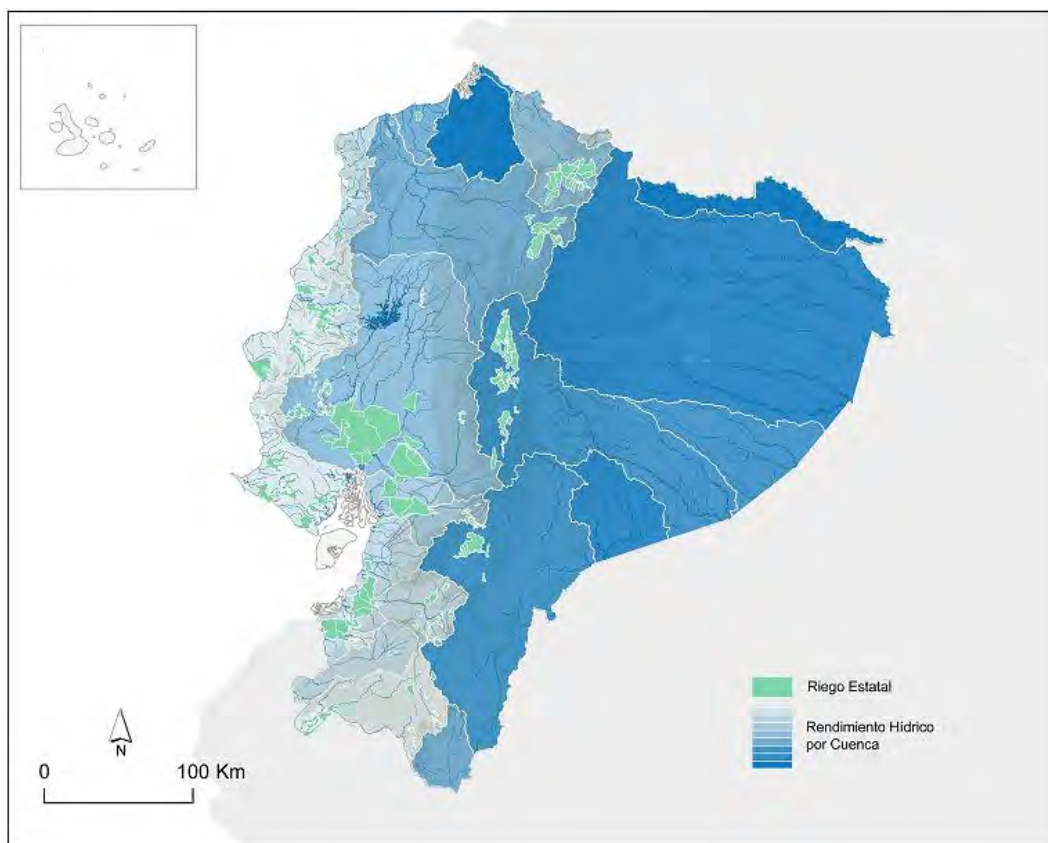 Riego Estatal
Rendimiento Hídrico
por Cuenca
N
0 100 Km